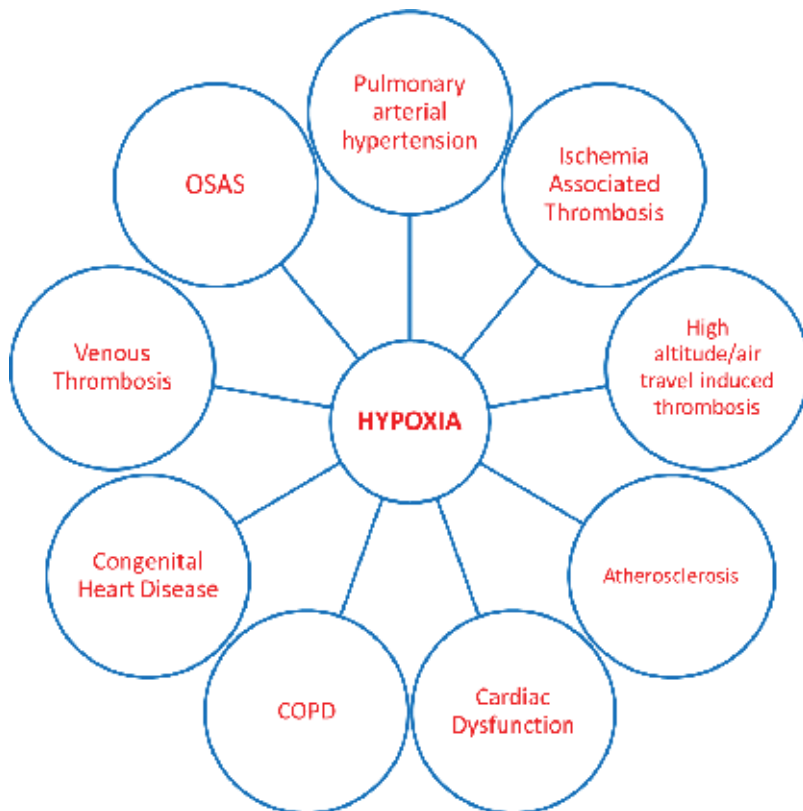 Pulmonary
arterial
hypertension
Ischemia
Associated
Thrombosis
High
altitude/air
travel induced
thrombosis
Atherosclerosis
Cardiac
Dysfunction
COPD
Congenital
Heart Disease
Venous
Thrombosis
OSAS
HYPOXIA